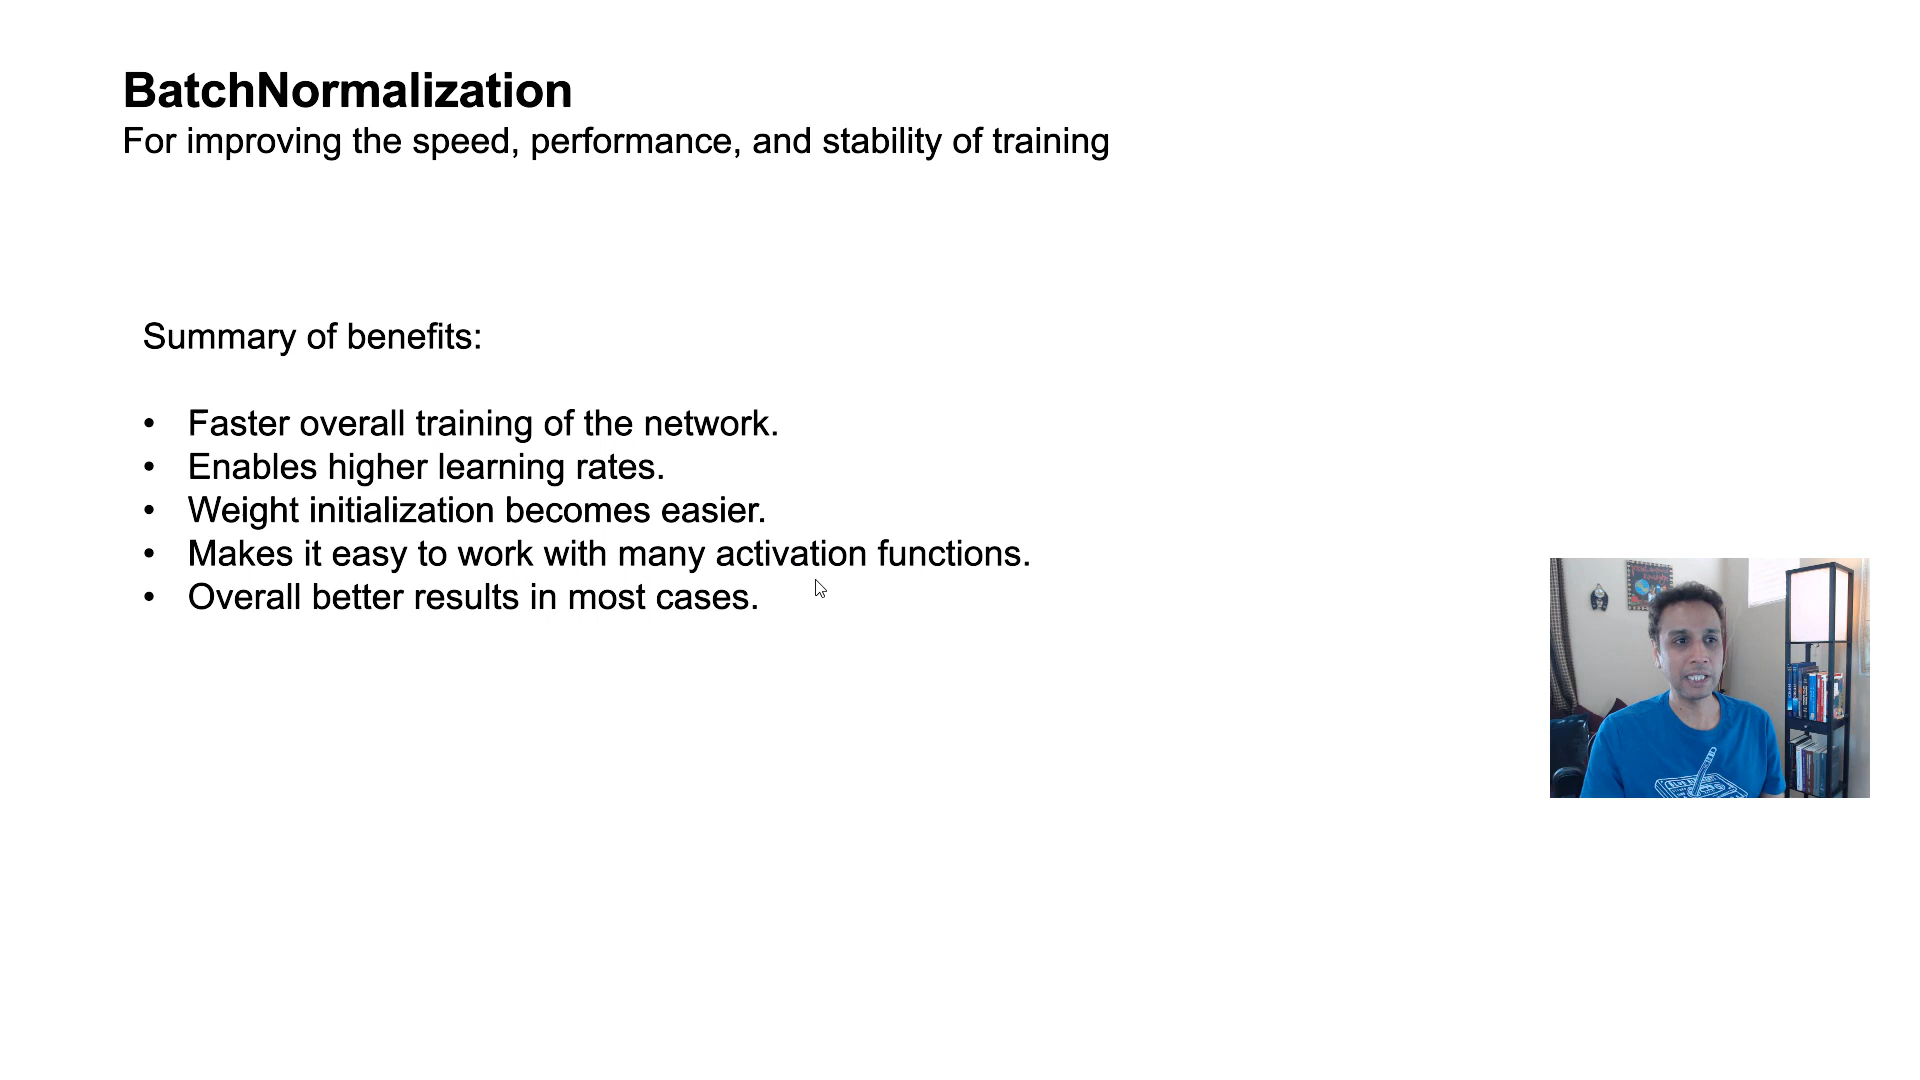 BatchNormalization
For improving the speed, performance, and stability of training
Summary of benefits:
• Faster overall training of the network.
• Enables higher learning rates.
• Weight initialization becomes easier.
• Makes it easy to work with many activation functions.
• Overall better results in most cases.